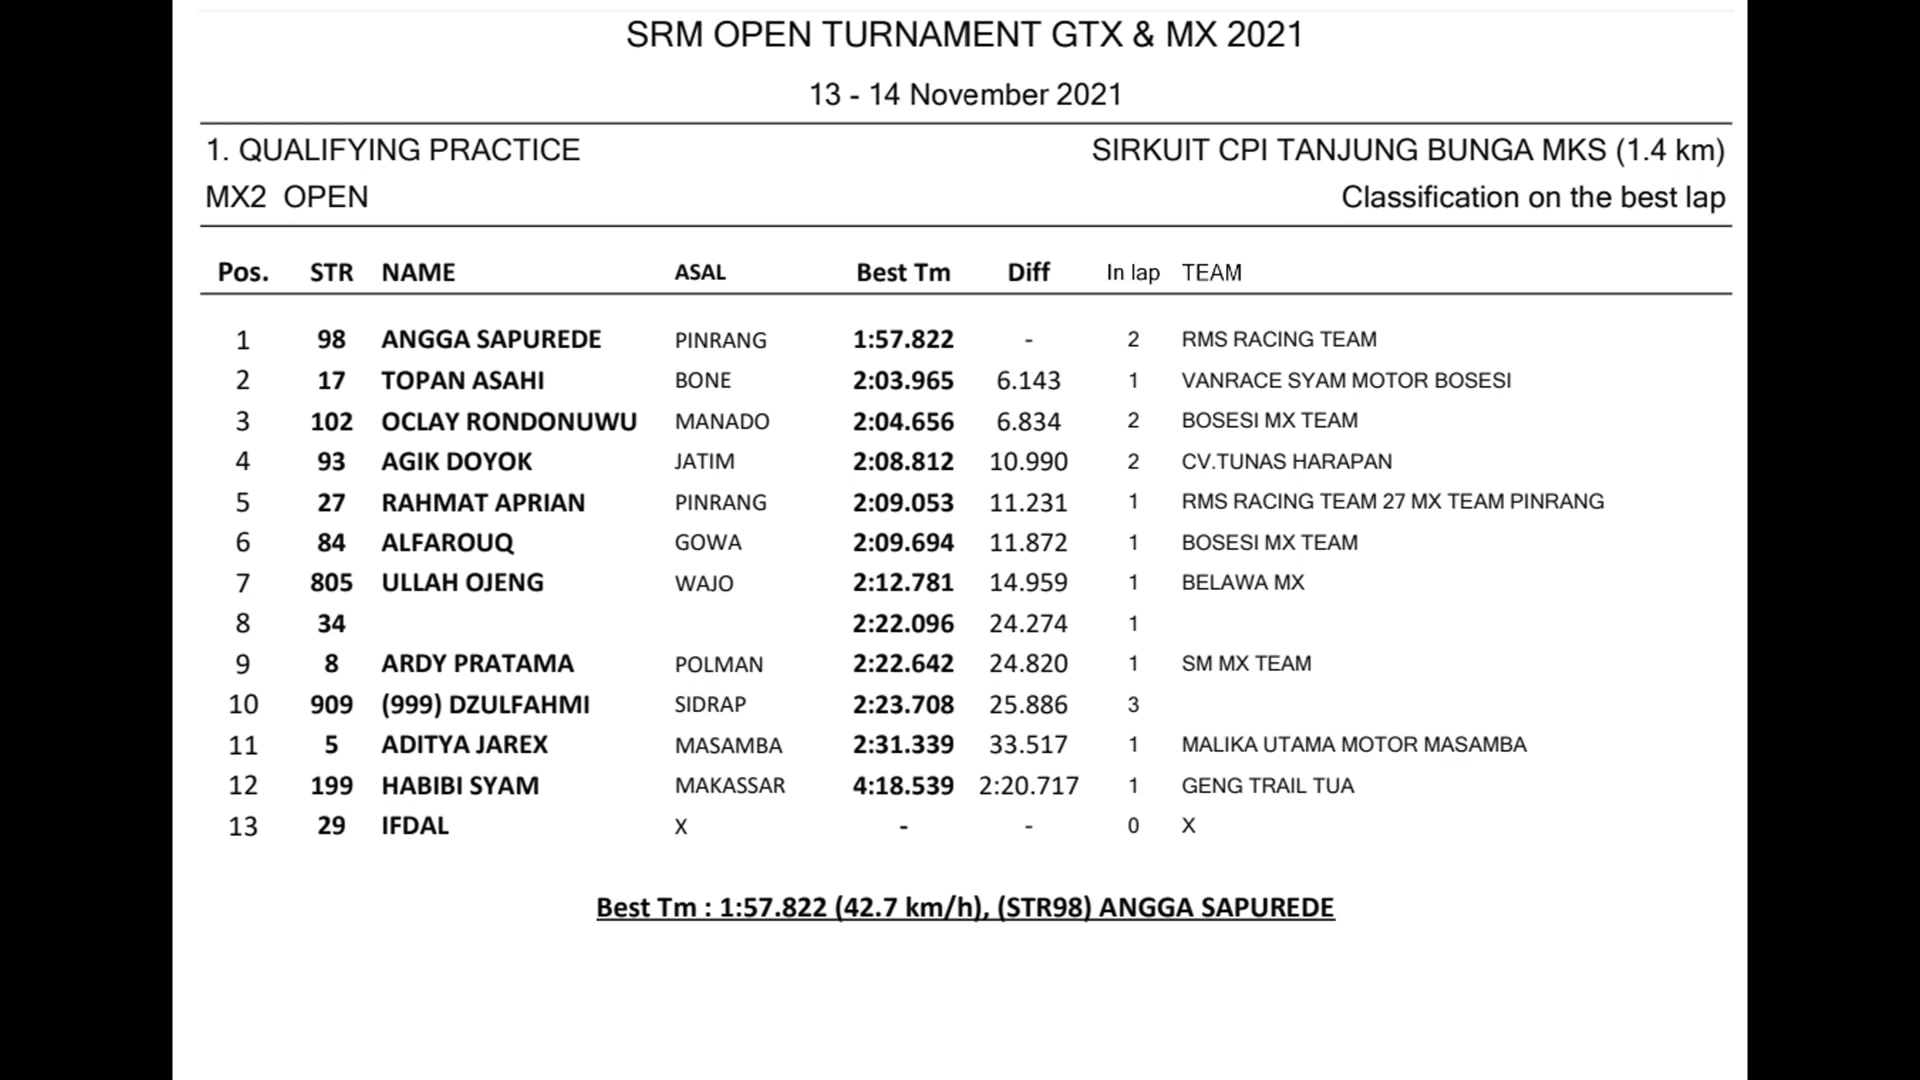 SRM OPEN TURNAMENT GTX & MX 2021
13 - 14 November 2021
1. QUALIFYING PRACTICE SIRKUIT CPI TANJUNG BUNGA MKS (1.4 km)
MX2 OPEN Classification on the best lap
Pos. STR NAME ASAL Best Tm Diff In lap TEAM
1 98 ANGGA SAPUREDE PINRANG 1:57.822 - 2 RMS RACING TEAM
2 17 TOPAN ASAHI BONE 2:03.965 6.143 1 VANRACE SYAM MOTOR BOSESI
3 102 OCLAY RONDONUWU MANADO 2:04.656 6.834 2 BOSESI MX TEAM
4 93 AGIK DOYOK JATIM 2:08.812 10.990 2 CV.TUNAS HARAPAN
5 27 RAHMAT APRIAN PINRANG 2:09.053 11.231 1 RMS RACING TEAM 27 MX TEAM PINRANG
6 84 ALFAROUQ GOWA 2:09.694 11.872 1 BOSESI MX TEAM
7 805 ULLAH OJENG WAJO 2:12.781 14.959 1 BELAWA MX
8 34 2:22.096 24.274 1
9 8 ARDY PRATAMA POLMAN 2:22.642 24.820 1 SM MX TEAM
10 909 (999) DZULFAHMI SIDRAP 2:23.708 25.886 3
11 5 ADITYA JAREX MASAMBA 2:31.339 33.517 1 MALIKA UTAMA MOTOR MASAMBA
12 199 HABIBI SYAM MAKASSAR 4:18.539 2:20.717 1 GENG TRAIL TUA
13 29 IFDAL X - - 0 X
Best Tm : 1:57.822 (42.7 km/h), (STR98) ANGGA SAPUREDE